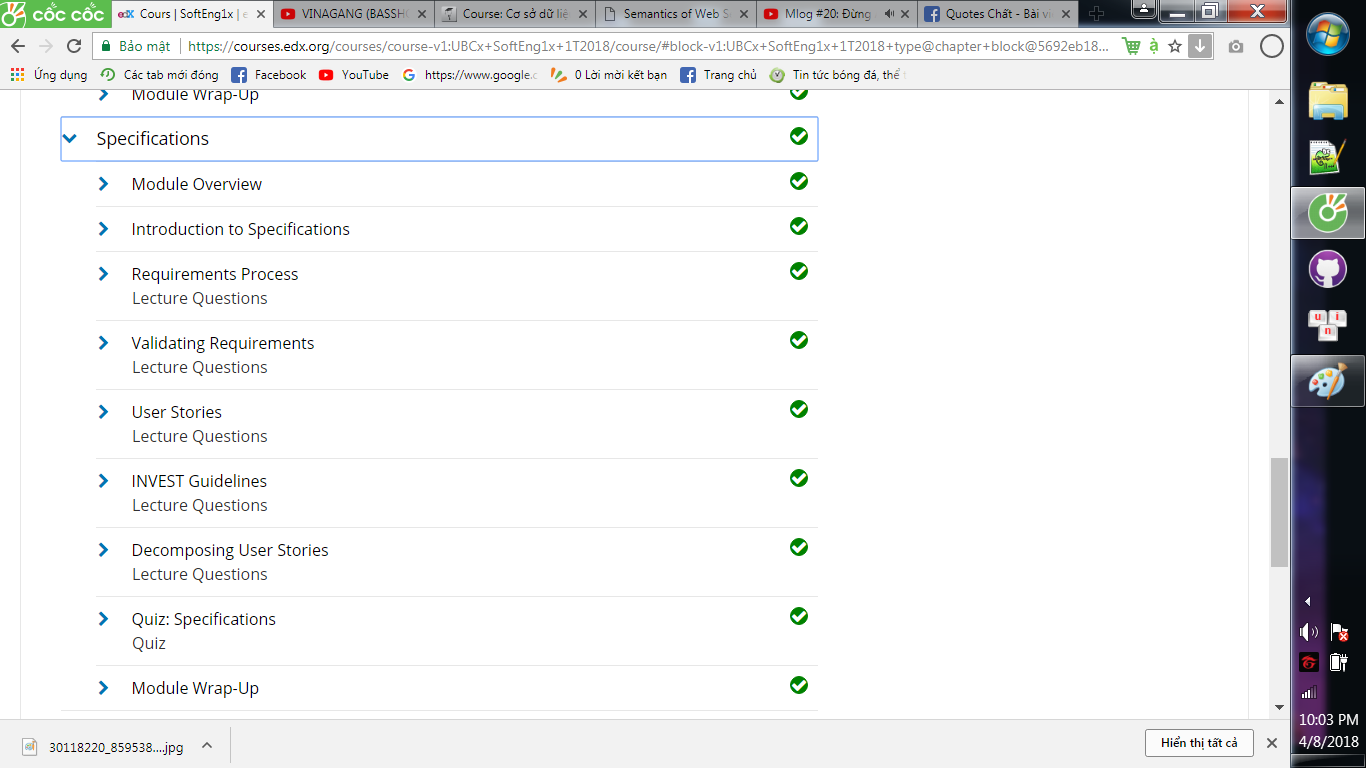 cốc cốc
Cours | SoftEng1x | e
VINAGANG (BASSHO
Course: Cơ sở dữ liệ
Semantics of Web S
Mlog #20: Đừng
Quotes Chất - Bài vi
Bảo mật
https://courses.edx.org/courses/course-v1:UBCx+SoftEng1x+1T2018/course/#block-v1:UBCx+SoftEng1x+1T2018+type@chapter+block@5692eb18...
Ứng dụng
Các tab mới đóng
Facebook
YouTube
https://www.google.c
0 Lời mời kết bạn
Trang chủ
Tin tức bóng đá, thể t
Module Wrap-Up
Specifications
Module Overview
Introduction to Specifications
Requirements Process
Lecture Questions
Validating Requirements
Lecture Questions
User Stories
Lecture Questions
INVEST Guidelines
Lecture Questions
Decomposing User Stories
Lecture Questions
Quiz: Specifications
Quiz
Module Wrap-Up
30118220_859538....jpg
Hiển thị tất cả
u i
n
10:03 PM
4/8/2018